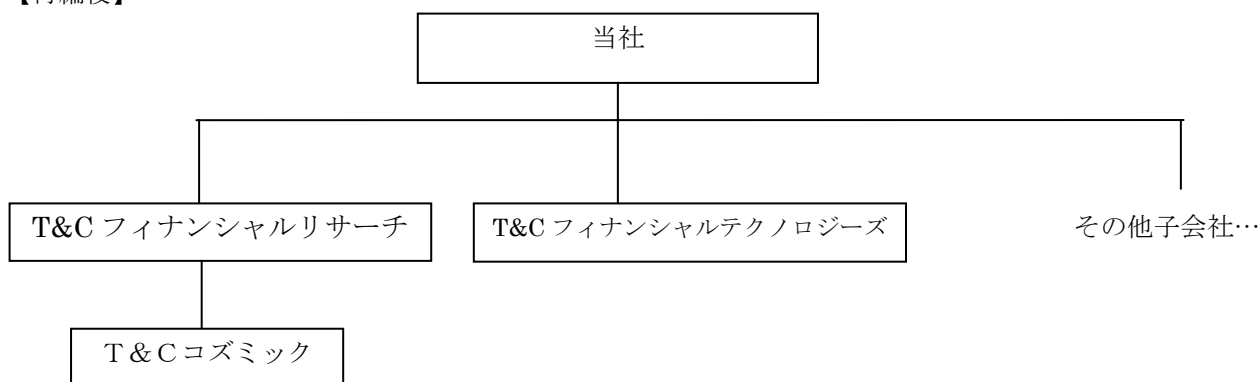 【再編後】
当社
T&C フィナンシャルリサーチ
T&C フィナンシャルテクノロジーズ
その他子会社…
T&Cコズミック